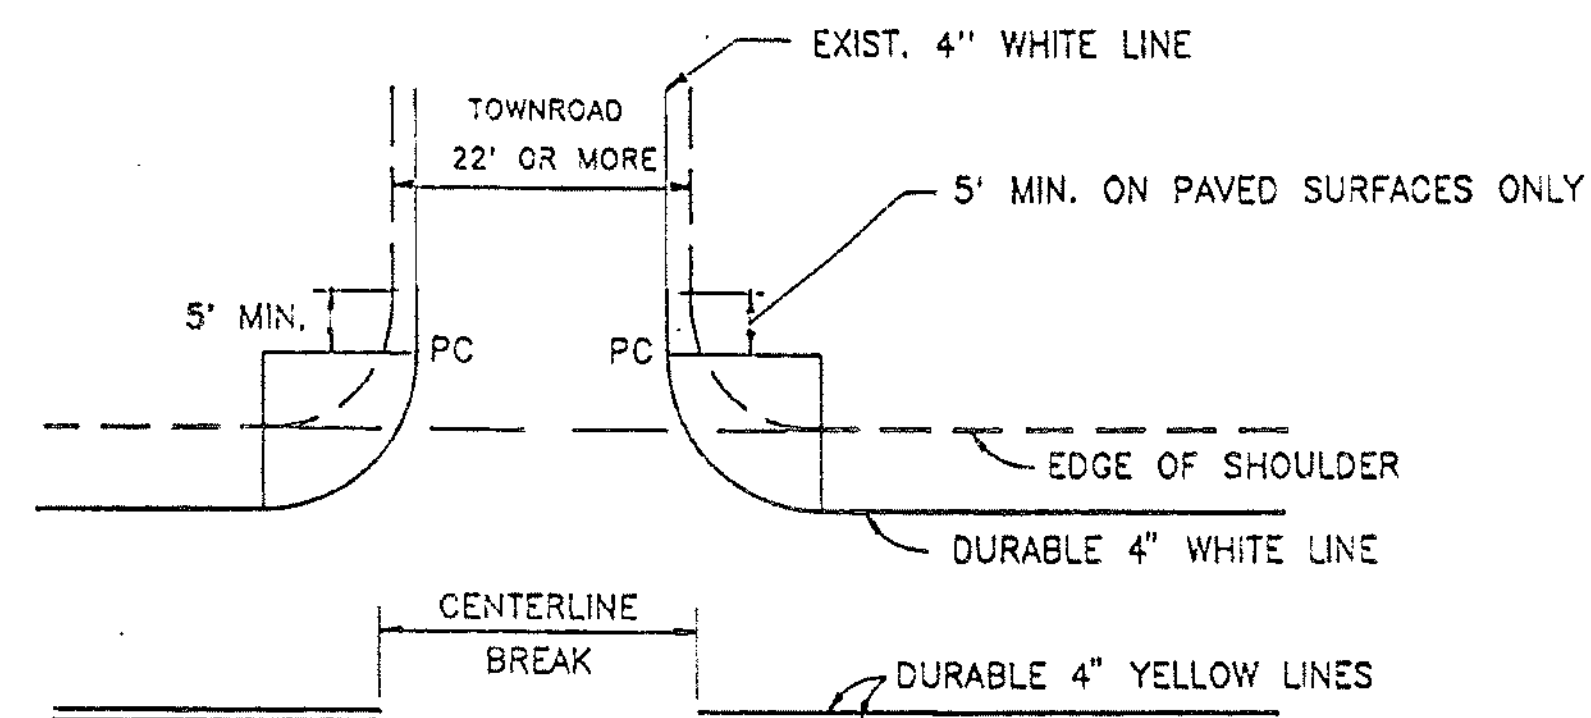 EXIST. 4" WHITE LINE
TOWNROAD
22' OR MORE
5' MIN. ON PAVED SURFACES ONLY
5' MIN.
PC
PC
EDGE OF SHOULDER
DURABLE 4" WHITE LINE
CENTERLINE
BREAK
DURABLE 4" YELLOW LINES